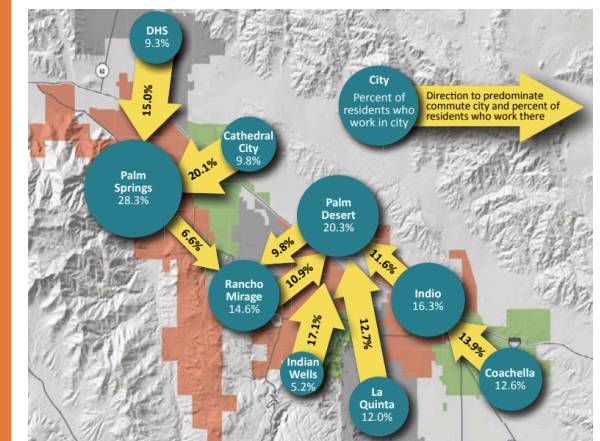 DHS
9.3%
15.0%
City
Percent of
residents who
work in city
Direction to predominate
commute city and percent of
residents who work there
Cathedral
City
9.8%
20.1%
Palm
Springs
28.3%
Palm
Desert
20.3%
6.6%
9.8%
11.6%
Rancho
Mirage
14.6%
10.9%
Indio
16.3%
17.1%
12.7%
13.9%
Indian
Wells
5.2%
La
Quinta
12.0%
Coachella
12.6%